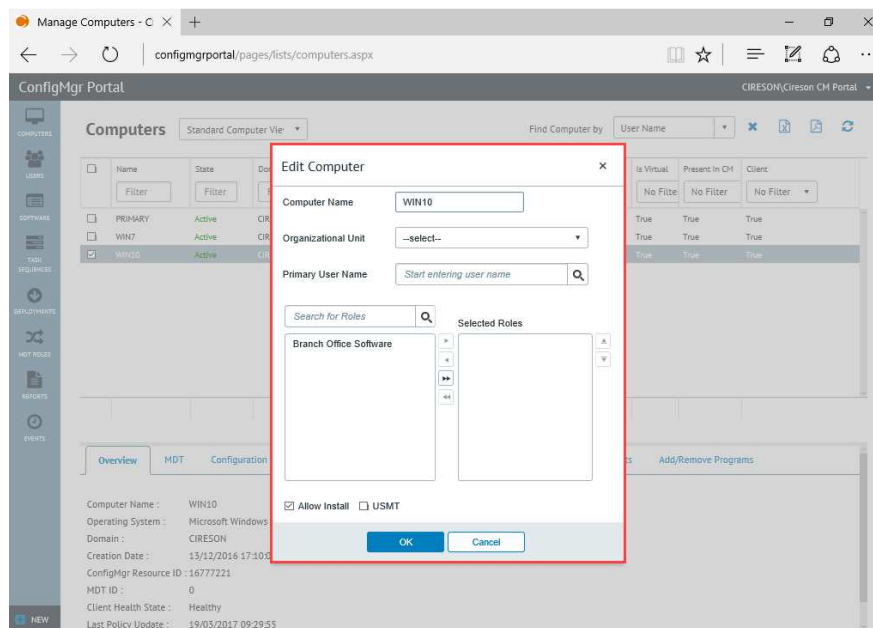 Manage Computers - Ci
configmgrportal/pages/lists/computers.aspx
ConfigMgr Portal
CIRESON\Cireson CM Portal
COMPUTERS
USERS
SOFTWARE
TASK SEQUENCES
DEPLOYMENTS
MDT ROLES
REPORTS
EVENTS
NEW
Computers
Standard Computer Vie
Find Computer by
User Name
Name State Is Virtual Present in CM Client
Filter Filter No Filte No Filter No Filter
PRIMARY Active CIR True True True
WIN7 Active CIR True True True
WIN10 Active CIR True True True
Edit Computer
Computer Name WIN10
Organizational Unit --select--
Primary User Name Start entering user name
Search for Roles
Selected Roles
Branch Office Software
Allow Install USMT
OK Cancel
Overview MDT Configuration Add/Remove Programs
Computer Name : WIN10
Operating System : Microsoft Windows
Domain : CIRESON
Creation Date : 13/12/2016 17:10:0
ConfigMgr Resource ID : 16777221
MDT ID : 0
Client Health State : Healthy
Last Policy Update : 19/03/2017 09:29:55